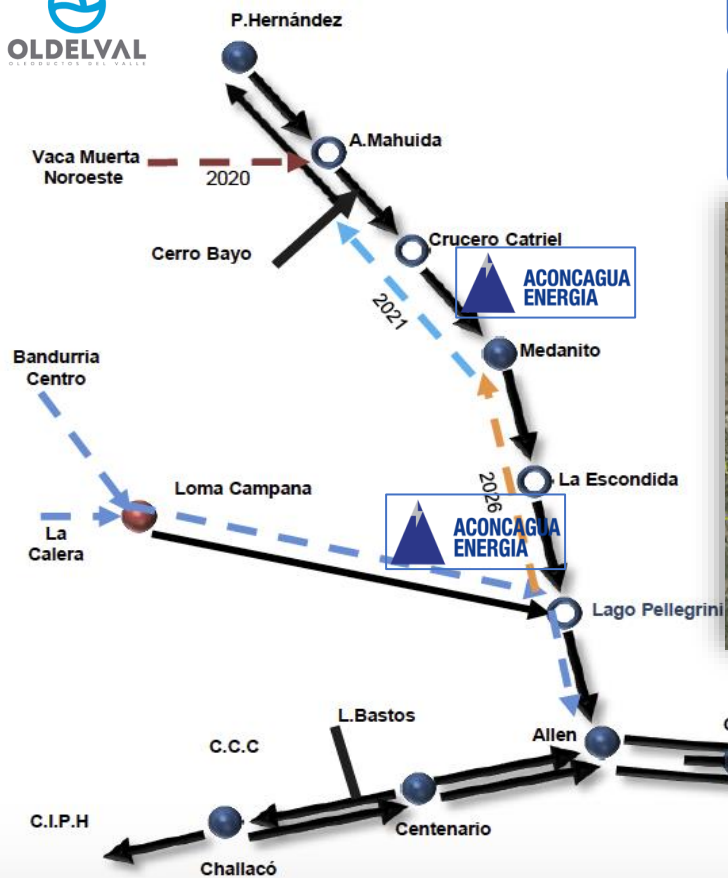 OLDELVAL
OLEODUCTOS DEL VALLE
P.Hernández
A.Mahuida
Vaca Muerta
Noroeste
2020
Cerro Bayo
Crucero Catriel
ACONCAGUA
ENERGIA
2021
Medanito
Bandurria
Centro
La Escondida
Loma Campana
2026
La
Calera
ACONCAGUA
ENERGIA
Lago Pellegrini
L.Bastos
Allen
C.C.C
C.I.P.H
Centenario
Challacó